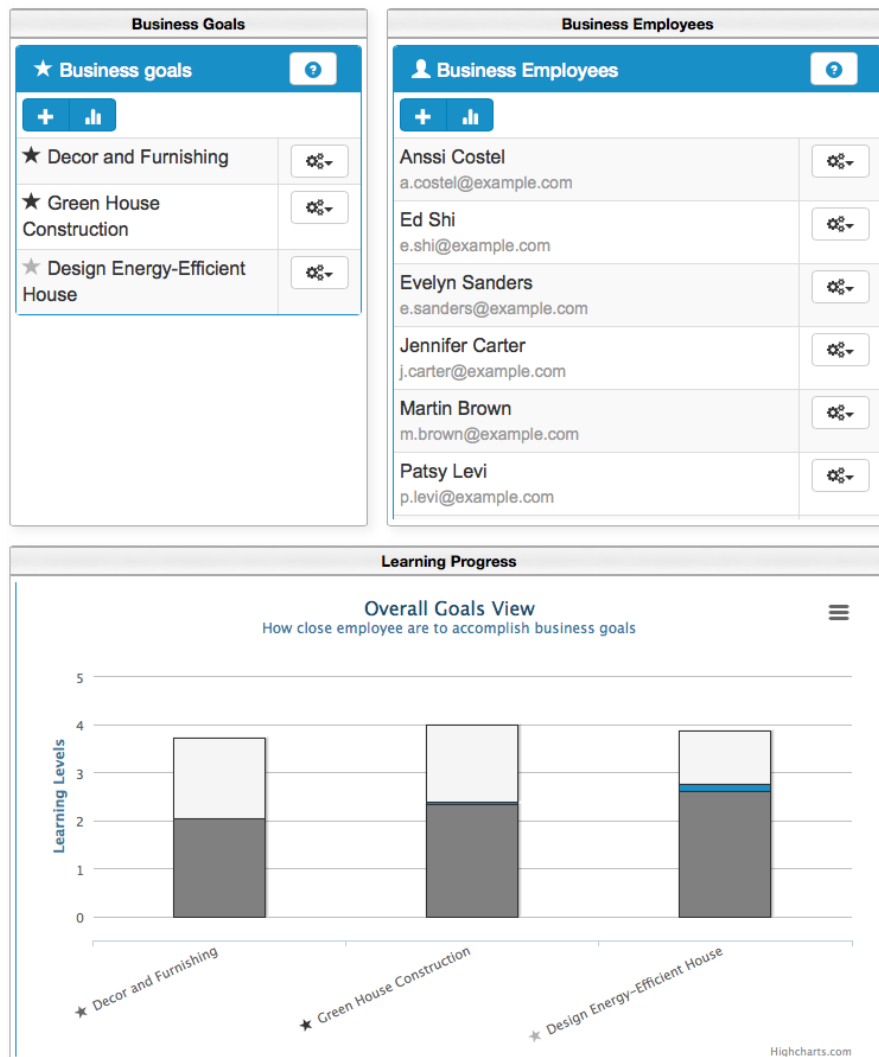 Business Goals
Business goals
Decor and Furnishing
Green House
Construction
Design Energy-Efficient
House
Business Employees
Business Employees
Anssi Costel
a.costel@example.com
Ed Shi
e.shi@example.com
Evelyn Sanders
e.sanders@example.com
Jennifer Carter
j.carter@example.com
Martin Brown
m.brown@example.com
Patsy Levi
p.levi@example.com
Learning Progress
Overall Goals View
How close employee are to accomplish business goals
Learning Levels
5
4
3
2
1
0
★ Decor and Furnishing
★ Green House Construction
★ Design Energy-Efficient House
Highcharts.com